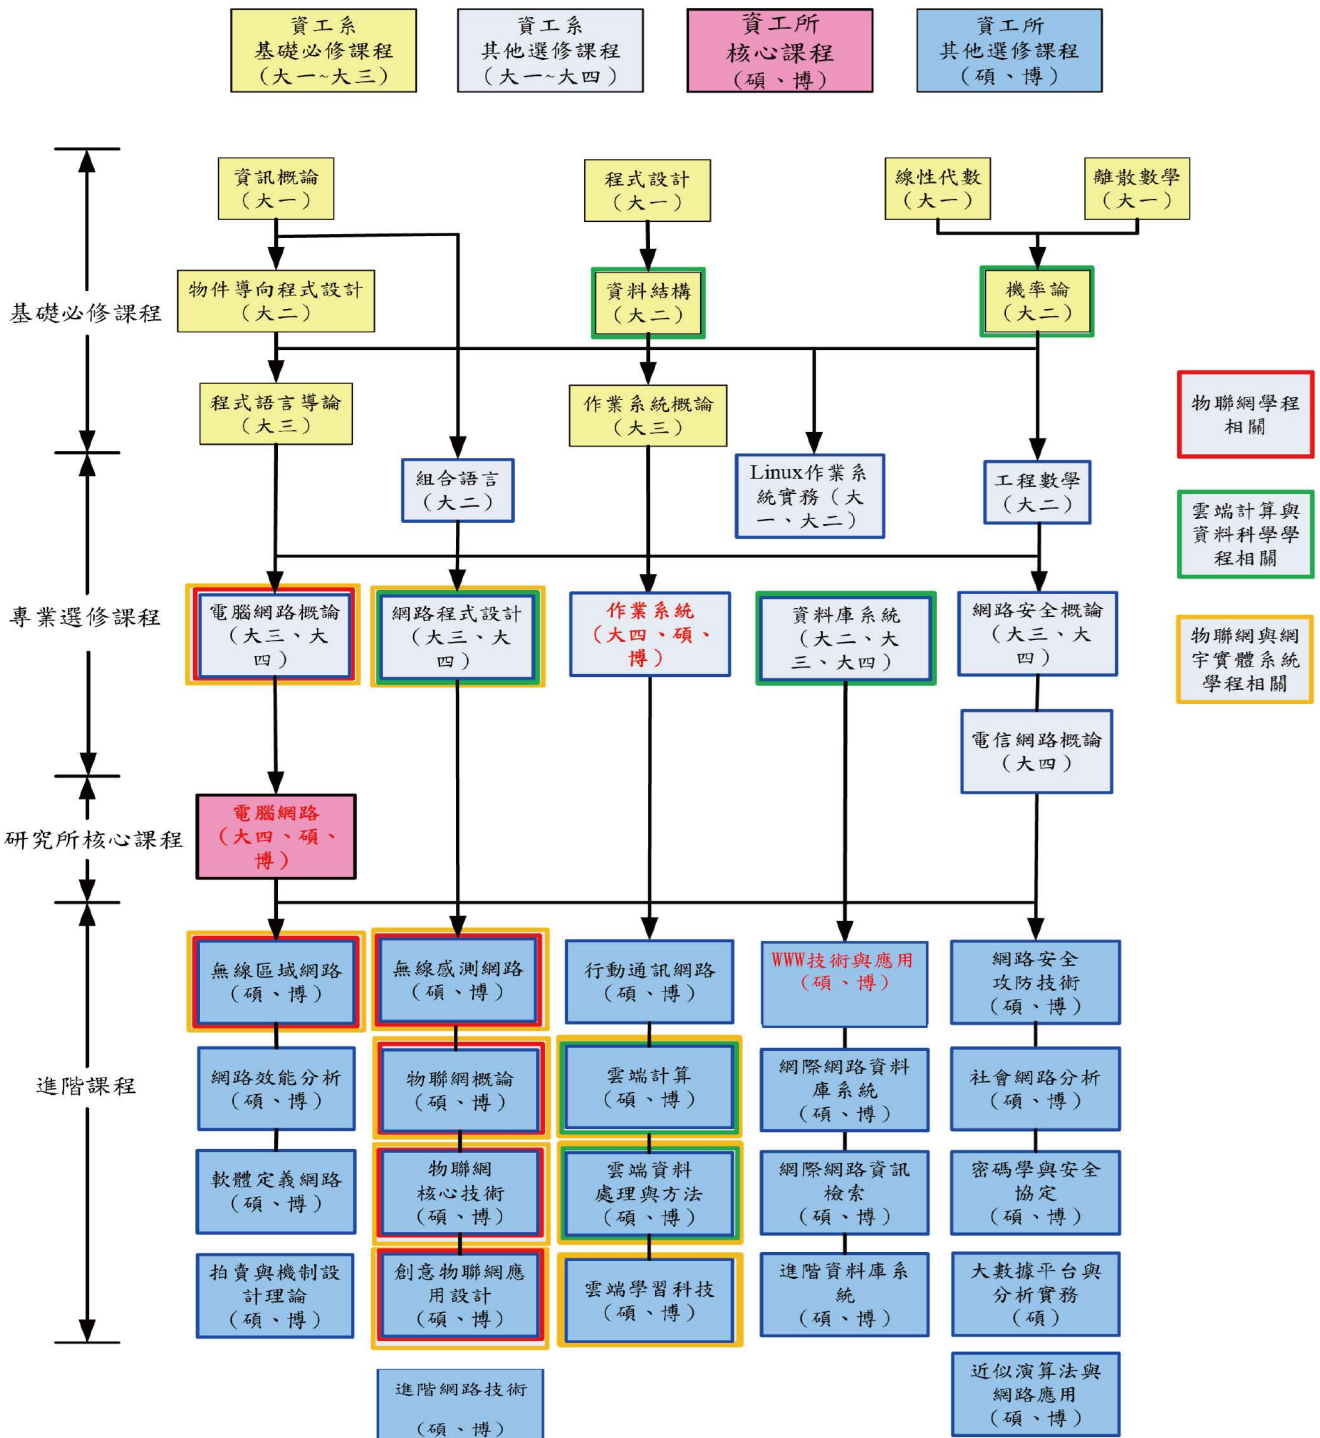 資工系
基礎必修課程
（大一~大三）
資工系
其他選修課程
（大一~大四）
資工所
核心課程
（碩、博）
資工所
其他選修課程
（碩、博）
資訊概論
（大一）
程式設計
（大一）
線性代數
（大一）
離散數學
（大一）
基礎必修課程
物件導向程式設計
（大二）
資料結構
（大二）
機率論
（大二）
程式語言導論
（大三）
作業系統概論
（大三）
物聯網學程
相關
專業選修課程
組合語言
（大二）
Linux作業系
統實務（大
一、大二）
工程數學
（大二）
雲端計算與
資料科學學
程相關
電腦網路概論
（大三、大
四）
網路程式設計
（大三、大
四）
作業系統
（大四、碩、
博）
資料庫系統
（大二、大
三、大四）
網路安全概論
（大三、大
四）
物聯網與網
宇實體系統
學程相關
電信網路概論
（大四）
研究所核心課程
電腦網路
（大四、碩、
博）
進階課程
無線區域網路
（碩、博）
無線感測網路
（碩、博）
行動通訊網路
（碩、博）
WWW技術與應用
（碩、博）
網路安全
攻防技術
（碩、博）
網路效能分析
（碩、博）
物聯網概論
（碩、博）
雲端計算
（碩、博）
網際網路資料
庫系統
（碩、博）
社會網路分析
（碩、博）
軟體定義網路
（碩、博）
物聯網
核心技術
（碩、博）
雲端資料
處理與方法
（碩、博）
網際網路資訊
檢索
（碩、博）
密碼學與安全
協定
（碩、博）
拍賣與機制設
計理論
（碩、博）
創意物聯網應
用設計
（碩、博）
雲端學習科技
（碩、博）
進階資料庫系
統
（碩、博）
大數據平台與
分析實務
（碩）
進階網路技術
（碩、博）
近似演算法與
網路應用
（碩、博）